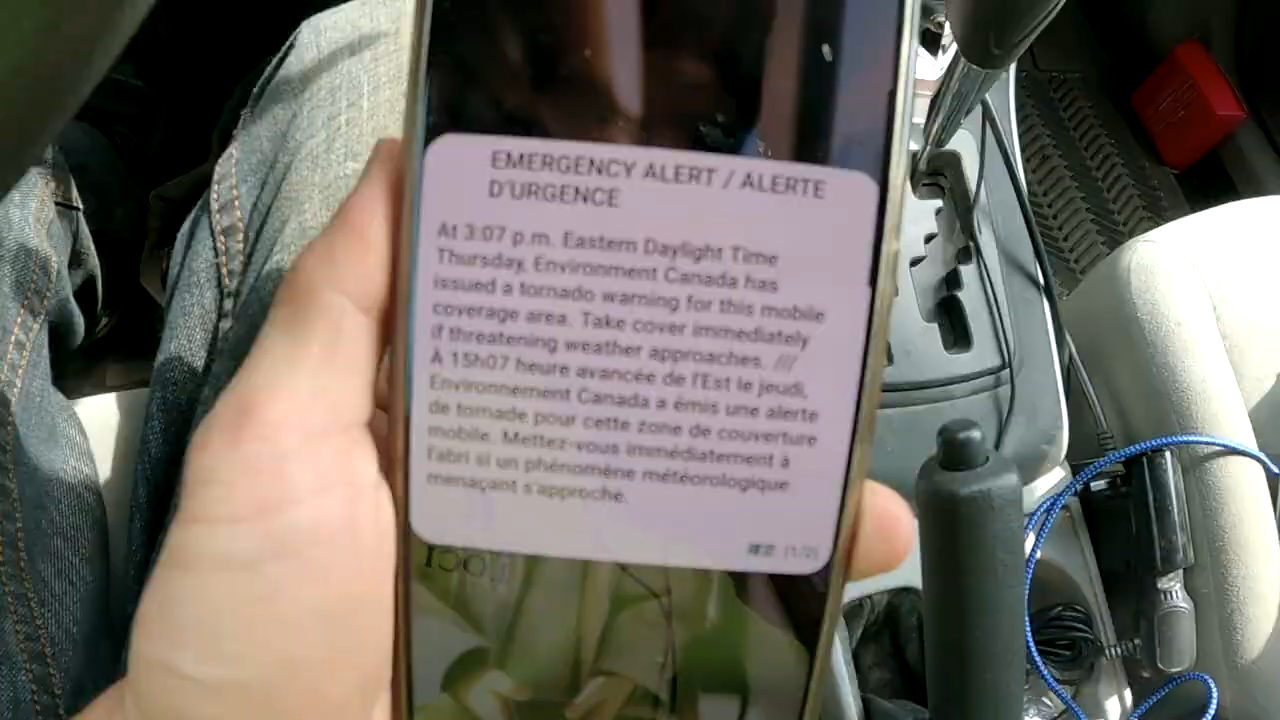 EMERGENCY ALERT / ALERTE
D'URGENCE
At 3:07 p.m. Eastern Daylight Time
Thursday, Environment Canada has
issued a tornado warning for this mobile
coverage area. Take cover immediately
if threatening weather approaches. ///
À 15h07 heure avancée de l'Est le jeudi,
Environnement Canada a émis une alerte
de tornade pour cette zone de couverture
mobile. Mettez-vous immédiatement à
l'abri si un phénomène météorologique
menaçant s'approche.
(1/2)